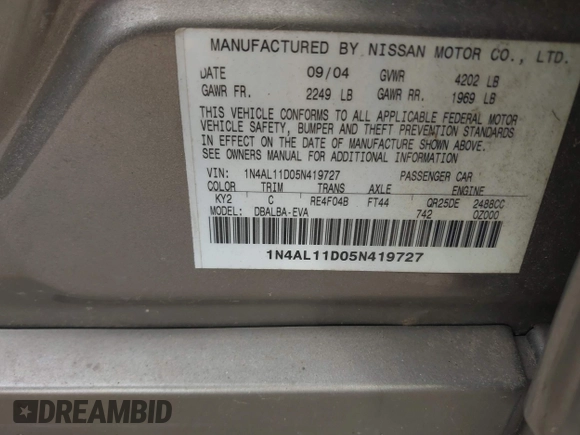 MANUFACTURED BY NISSAN MOTOR CO., LTD.
DATE 09/04 GVWR 4202 LB
GAWR FR. 2249 LB GAWR RR. 1969 LB
THIS VEHICLE CONFORMS TO ALL APPLICABLE FEDERAL MOTOR
VEHICLE SAFETY, BUMPER AND THEFT PREVENTION STANDARDS
IN EFFECT ON THE DATE OF MANUFACTURE SHOWN ABOVE.
SEE OWNERS MANUAL FOR ADDITIONAL INFORMATION
VIN: 1N4AL11D05N419727 PASSENGER CAR
COLOR TRIM TRANS AXLE ENGINE
KY2 C RE4F04B FT44 QR25DE 2488CC
MODEL: DBALBA-EVA 742 0Z000
1N4AL11D05N419727
DREAMBID